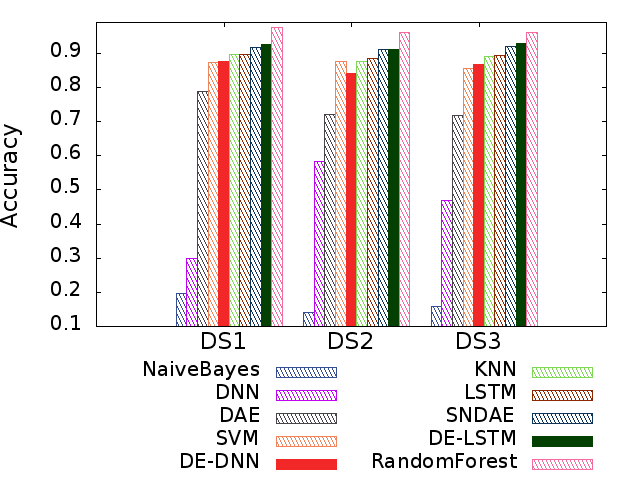 0.9
0.8
0.7
0.6
0.5
0.4
0.3
0.2
0.1
Accuracy
DS1 DS2 DS3
NaiveBayes KNN
DNN LSTM
DAE SNDAE
SVM DE-LSTM
DE-DNN RandomForest